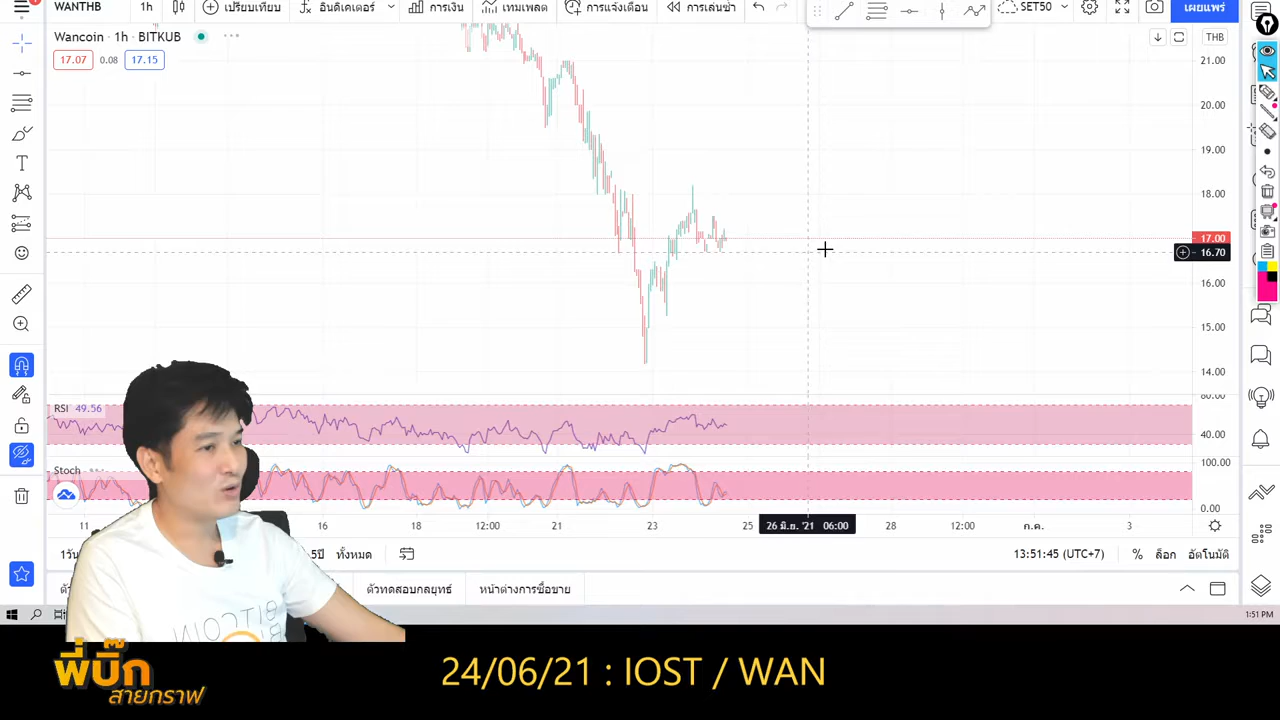 WANTHB 1h เปรียบเทียบ อินดิเคเตอร์ การเงิน เทมเพลต การแจ้งเตือน การเล่นซ้ำ SET50 เผยแพร่
Wancoin · 1h · BITKUB
THB
17.07 0.08 17.15
21.00
20.00
19.00
18.00
17.00
16.70
16.00
15.00
14.00
80.00
RSI 49.56
40.00
100.00
Stoch
0.00
11 16 18 12:00 21 23 25 26 มิ.ย. '21 06:00 28 12:00 ก.ค. 3
1วัน 5ปี ทั้งหมด 13:51:45 (UTC+7) % ล็อก อัตโนมัติ
ตัวทดสอบกลยุทธ์ หน้าต่างการซื้อขาย
1:51 PM
BITCOIN
พี่บิ๊ก
สายกราฟ
24/06/21 : IOST / WAN